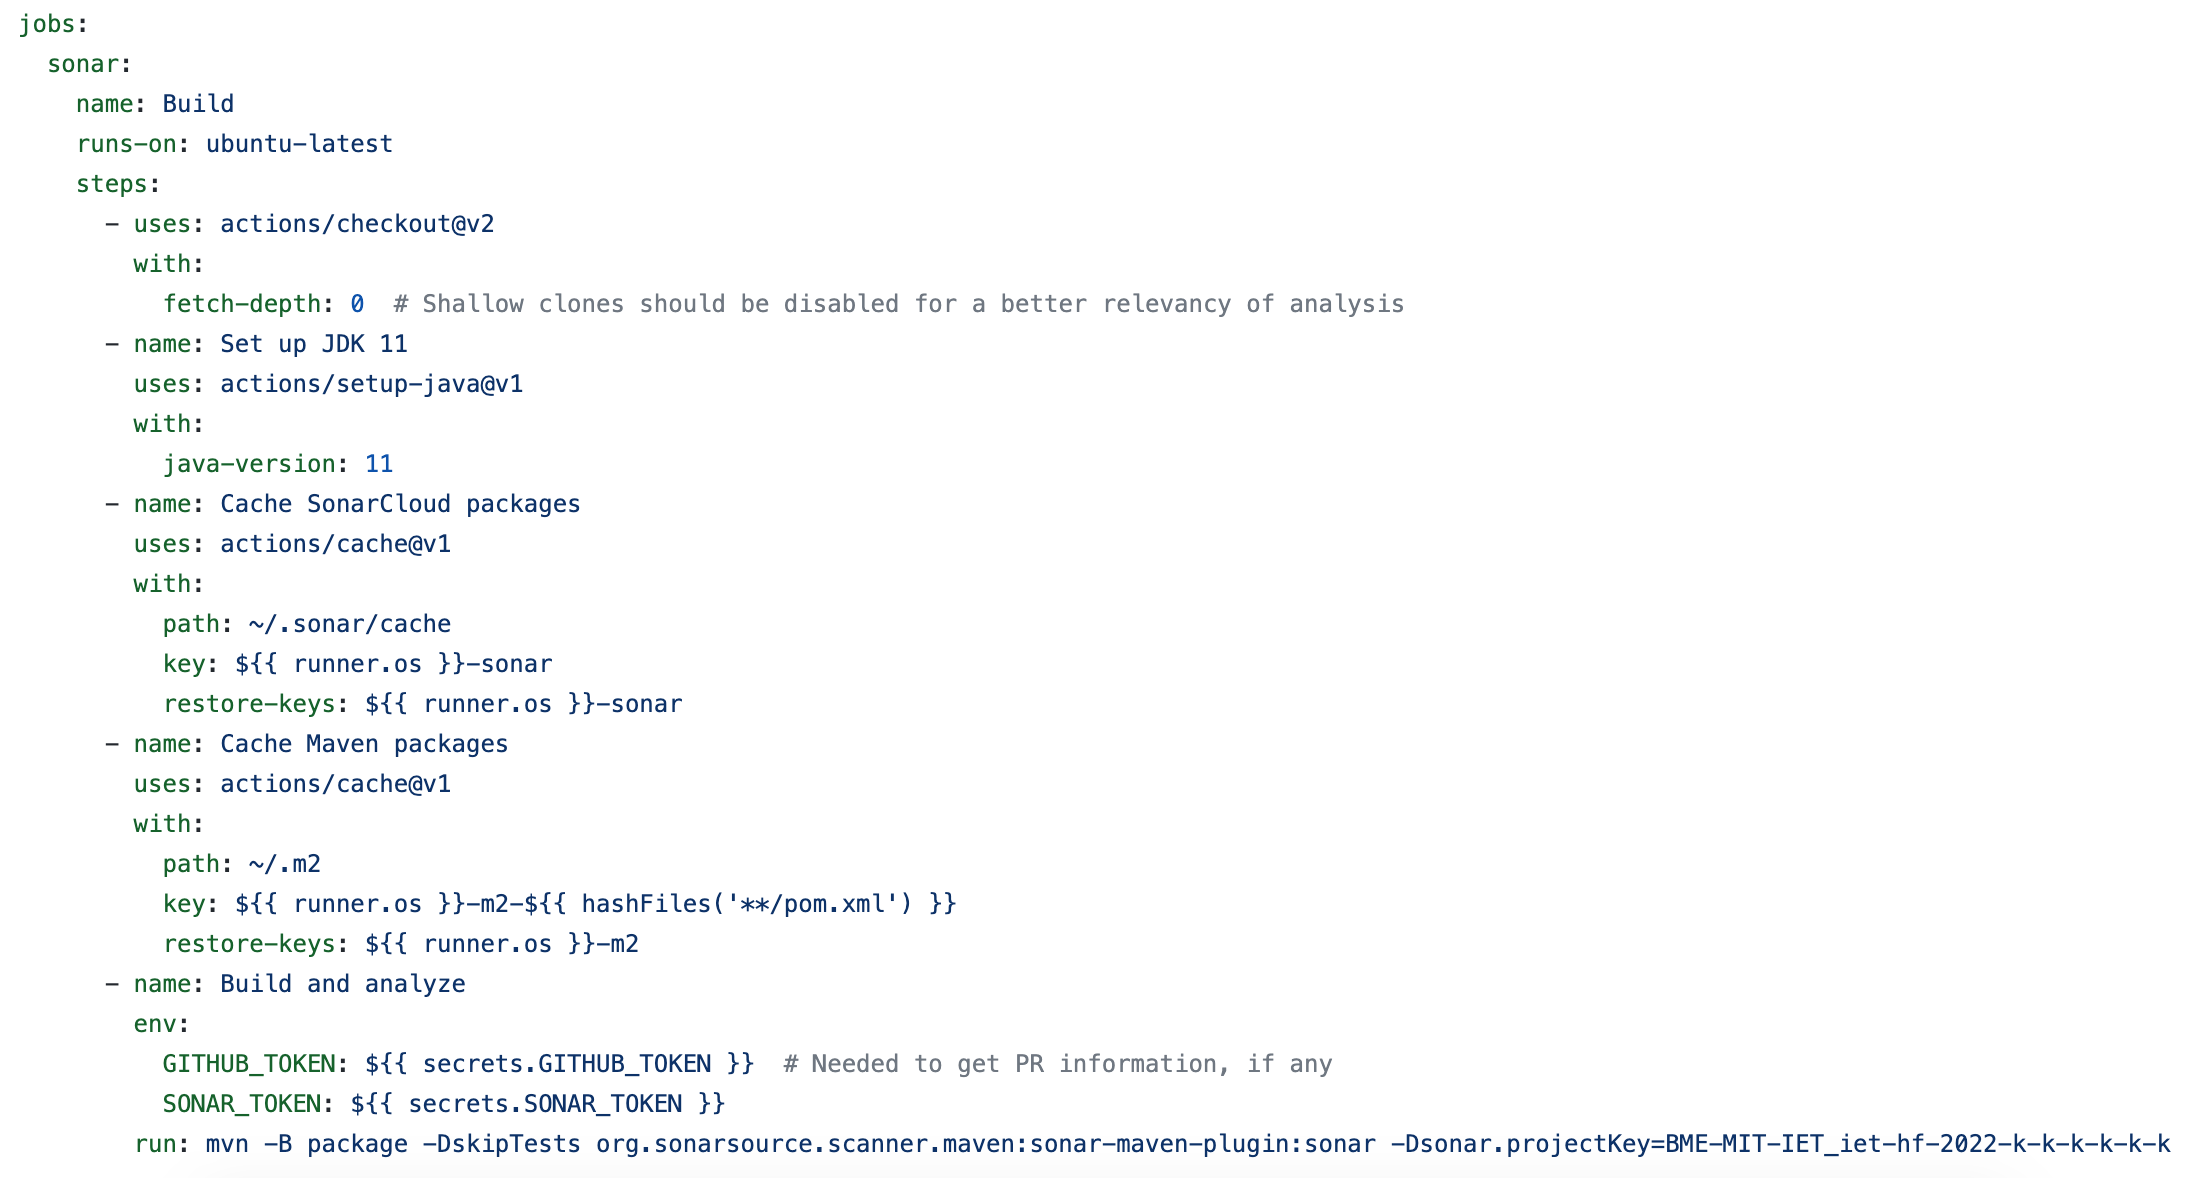 jobs:
  sonar:
    name: Build
    runs-on: ubuntu-latest
    steps:
      - uses: actions/checkout@v2
        with:
          fetch-depth: 0  # Shallow clones should be disabled for a better relevancy of analysis
      - name: Set up JDK 11
        uses: actions/setup-java@v1
        with:
          java-version: 11
      - name: Cache SonarCloud packages
        uses: actions/cache@v1
        with:
          path: ~/.sonar/cache
          key: ${{ runner.os }}-sonar
          restore-keys: ${{ runner.os }}-sonar
      - name: Cache Maven packages
        uses: actions/cache@v1
        with:
          path: ~/.m2
          key: ${{ runner.os }}-m2-${{ hashFiles('**/pom.xml') }}
          restore-keys: ${{ runner.os }}-m2
      - name: Build and analyze
        env:
          GITHUB_TOKEN: ${{ secrets.GITHUB_TOKEN }}  # Needed to get PR information, if any
          SONAR_TOKEN: ${{ secrets.SONAR_TOKEN }}
        run: mvn -B package -DskipTests org.sonarsource.scanner.maven:sonar-maven-plugin:sonar -Dsonar.projectKey=BME-MIT-IET_iet-hf-2022-k-k-k-k-k-k